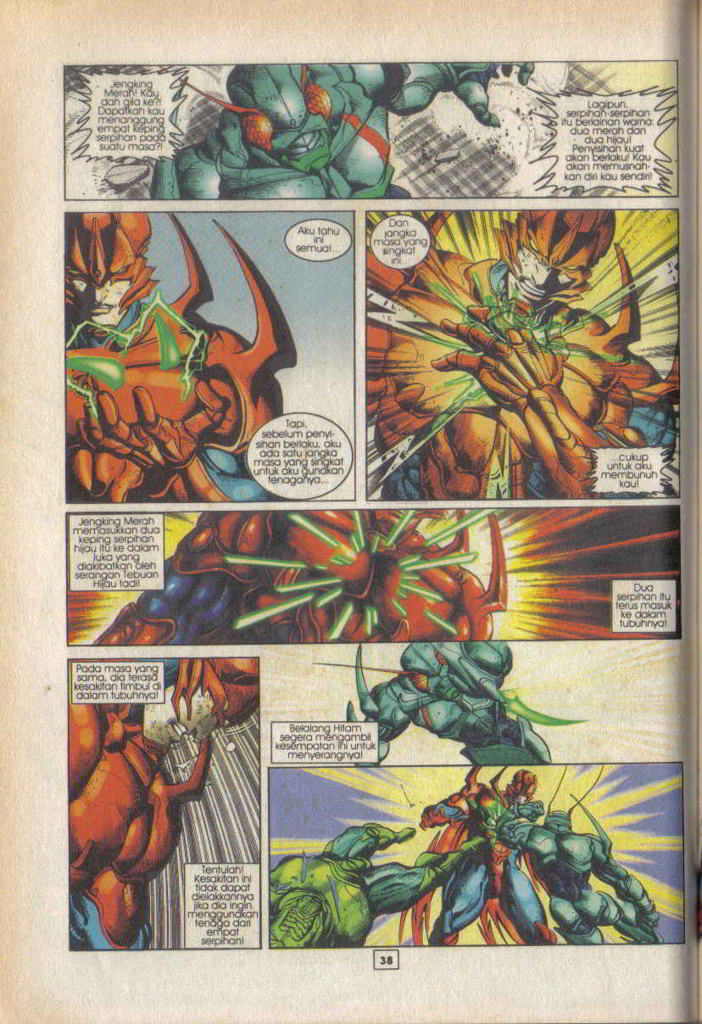 Jengking
Merah! Kau
dah gila ke?!
Dapatkah kau
menanggung
empat keping
serpihan pada
suatu masa?!
Lagipun,
serpihan-serpihan
itu berlainan warna:
dua merah dan
dua hijau!
Penyisihan kuat
akan berlaku! Kau
akan memusnah-
kan diri kau sendiri!
Aku tahu
ini
semua!...
Tapi,
sebelum penyi-
sihan berlaku, aku
ada satu jangka
masa yang singkat
untuk aku gunakan
tenaganya...
Dan
jangka
masa yang
singkat
ini...
...cukup
untuk aku
membunuh
kau!
Jengking Merah
memasukkan dua
keping serpihan
hijau itu ke dalam
luka yang
diakibatkan oleh
serangan Tebuan
Hijau tadi!
Dua
serpihan itu
terus masuk
ke dalam
tubuhnya!
Pada masa yang
sama, dia terasa
kesakitan timbul di
dalam tubuhnya!
Tentulah!
Kesakitan ini
tidak dapat
dielakkannya
jika dia ingin
menggunakan
tenaga dari
empat
serpihan!
Belalang Hitam
segera mengambil
kesempatan ini untuk
menyerangnya!
38